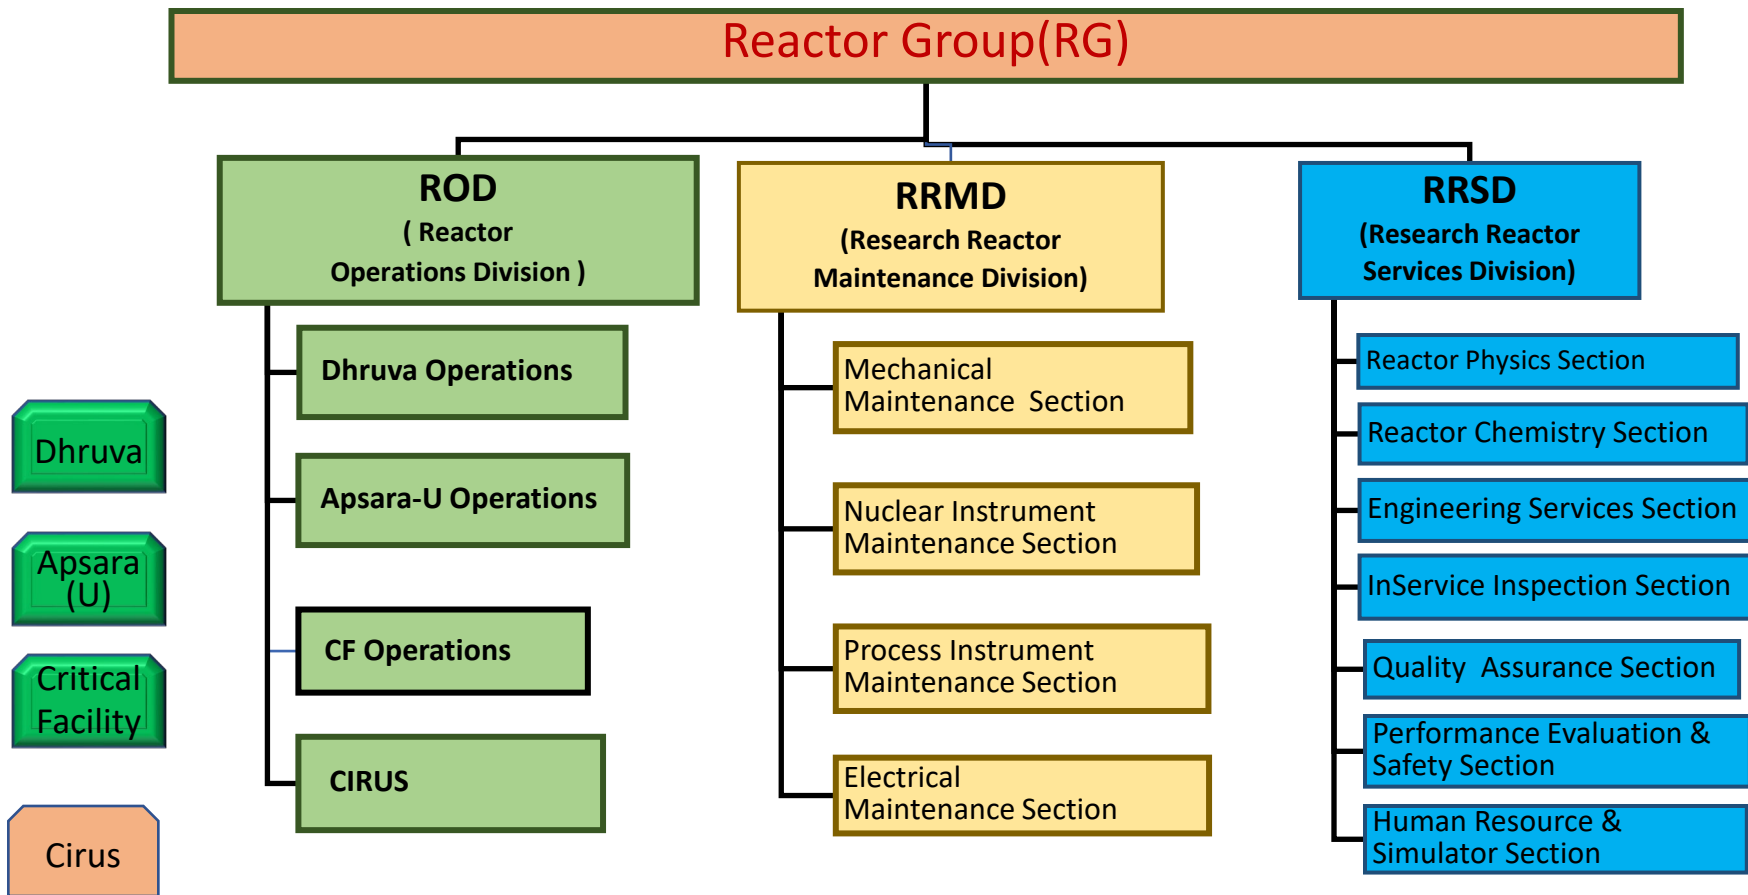 Reactor Group(RG)
ROD
( Reactor
Operations Division )
Dhruva Operations
Apsara-U Operations
CF Operations
CIRUS
RRMD
(Research Reactor
Maintenance Division)
Mechanical
Maintenance  Section
Nuclear Instrument
Maintenance Section
Process Instrument
Maintenance Section
Electrical
Maintenance Section
RRSD
(Research Reactor
Services Division)
Reactor Physics Section
Reactor Chemistry Section
Engineering Services Section
InService Inspection Section
Quality  Assurance Section
Performance Evaluation &
Safety Section
Human Resource &
Simulator Section
Dhruva
Apsara
(U)
Critical
Facility
Cirus